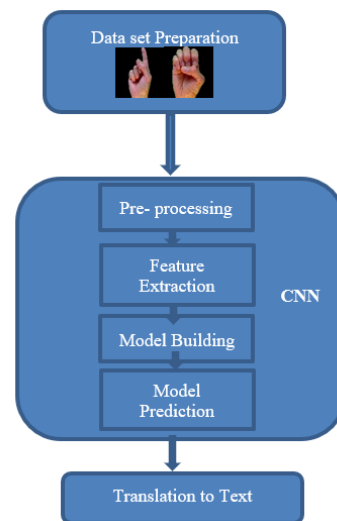 Data set Preparation
Pre- processing
Feature
Extraction
CNN
Model Building
Model
Prediction
Translation to Text